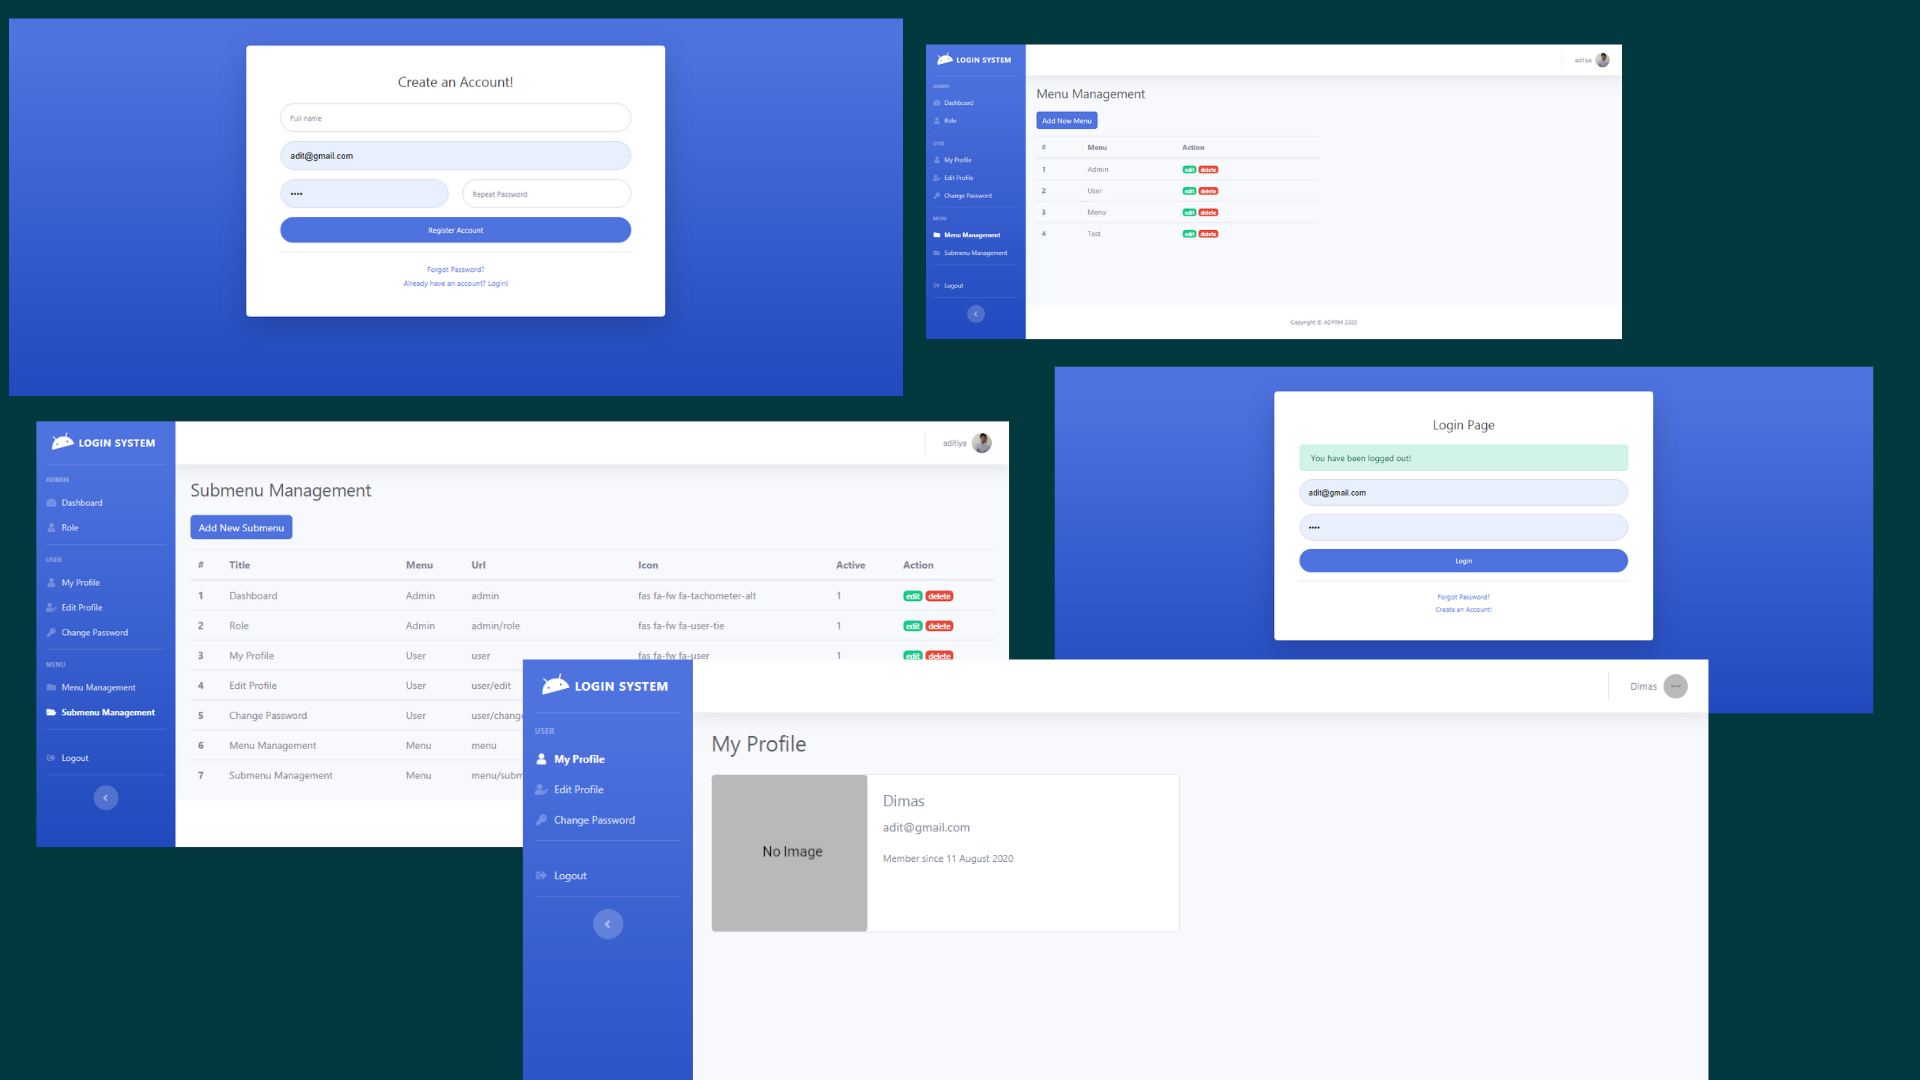 Create an Account!
Full name
adit@gmail.com
•••• Repeat Password
Register Account
Forgot Password?
Already have an account? Login!
LOGIN SYSTEM
ADMIN
Dashboard
Role
USER
My Profile
Edit Profile
Change Password
MENU
Menu Management
Submenu Management
Logout
aditiya
Menu Management
Add New Menu
# Menu Action
1 Admin edit delete
2 User edit delete
3 Menu edit delete
4 Test edit delete
Copyright © ADPRM 2020
LOGIN SYSTEM
ADMIN
Dashboard
Role
USER
My Profile
Edit Profile
Change Password
MENU
Menu Management
Submenu Management
Logout
aditiya
Submenu Management
Add New Submenu
# Title Menu Url Icon Active Action
1 Dashboard Admin admin fas fa-fw fa-tachometer-alt 1 edit delete
2 Role Admin admin/role fas fa-fw fa-user-tie 1 edit delete
3 My Profile User user fas fa-fw fa-user 1 edit delete
4 Edit Profile User user/edit
5 Change Password User user/change
6 Menu Management Menu menu
7 Submenu Management Menu menu/subm
Login Page
You have been logged out!
adit@gmail.com
••••
Login
Forgot Password?
Create an Account!
LOGIN SYSTEM
USER
My Profile
Edit Profile
Change Password
Logout
Dimas
My Profile
No Image
Dimas
adit@gmail.com
Member since 11 August 2020